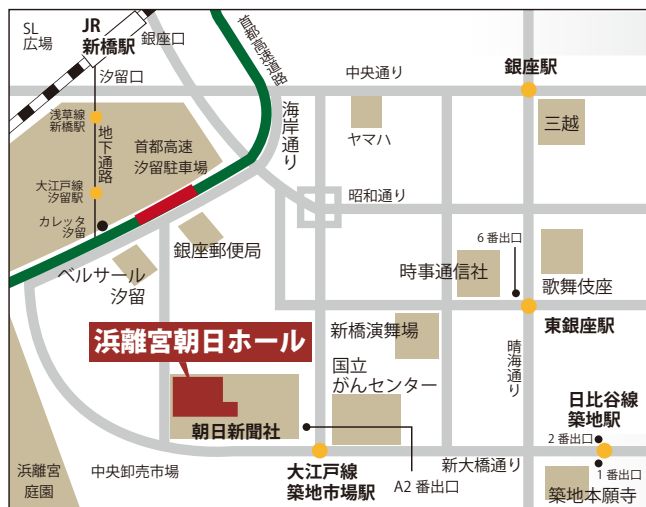 SL
広場
JR
新橋駅
銀座口
汐留口
首都高速道路
中央通り
銀座駅
三越
ヤマハ
海岸通り
浅草線
新橋駅
地下通路
首都高速
汐留駐車場
大江戸線
汐留駅
カレッタ
汐留
昭和通り
銀座郵便局
ベルサール
汐留
6番出口
時事通信社
歌舞伎座
東銀座駅
浜離宮朝日ホール
新橋演舞場
国立
がんセンター
晴海通り
朝日新聞社
日比谷線
築地駅
2番出口
1番出口
築地本願寺
新大橋通り
A2番出口
大江戸線
築地市場駅
中央卸売市場
浜離宮
庭園